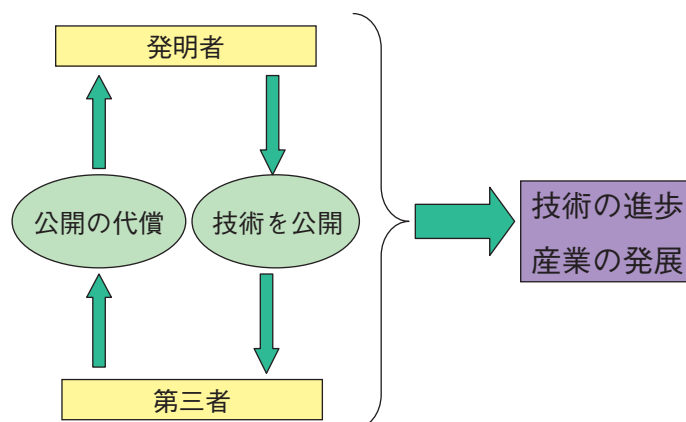 発明者
公開の代償
技術を公開
技術の進歩
産業の発展
第三者